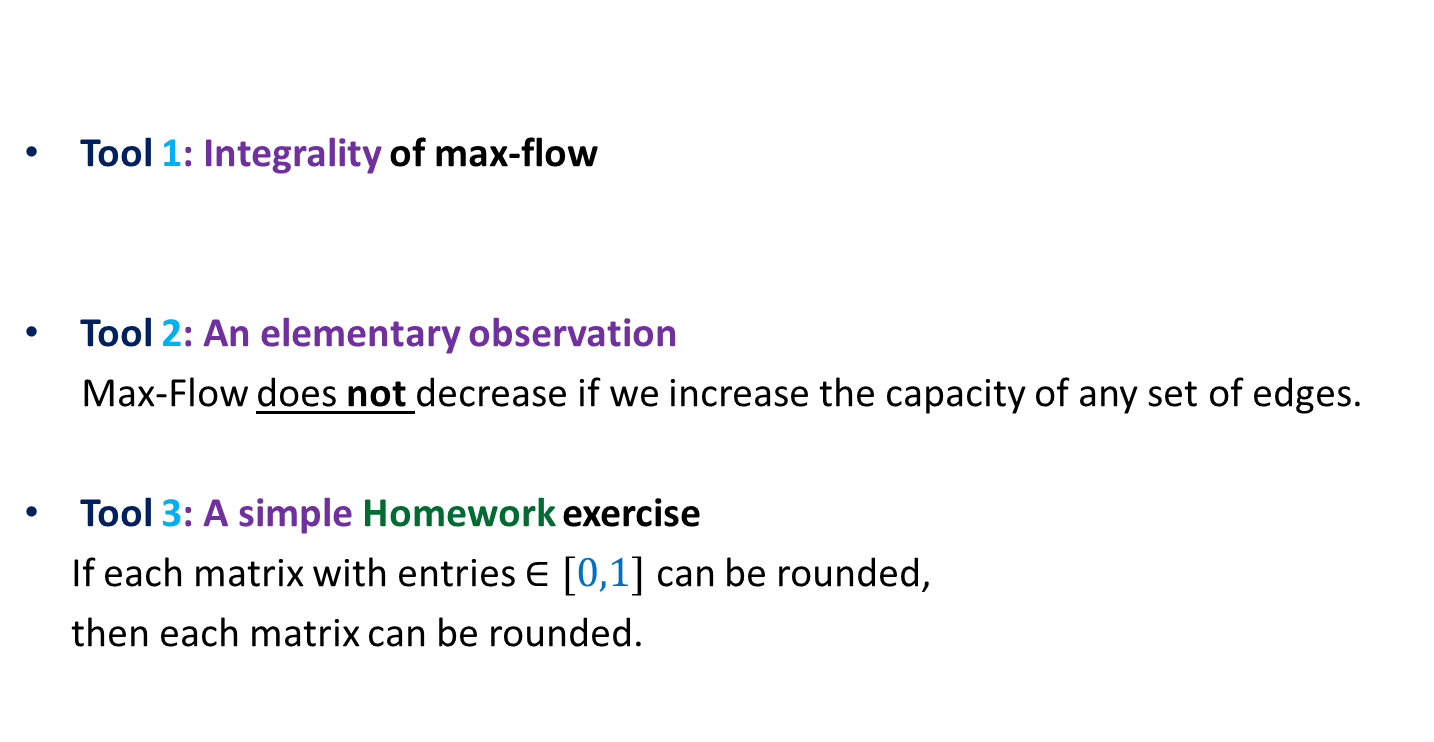 • Tool 1: Integrality of max-flow
• Tool 2: An elementary observation
Max-Flow does not decrease if we increase the capacity of any set of edges.
• Tool 3: A simple Homework exercise
If each matrix with entries ∈ [0,1] can be rounded,
then each matrix can be rounded.